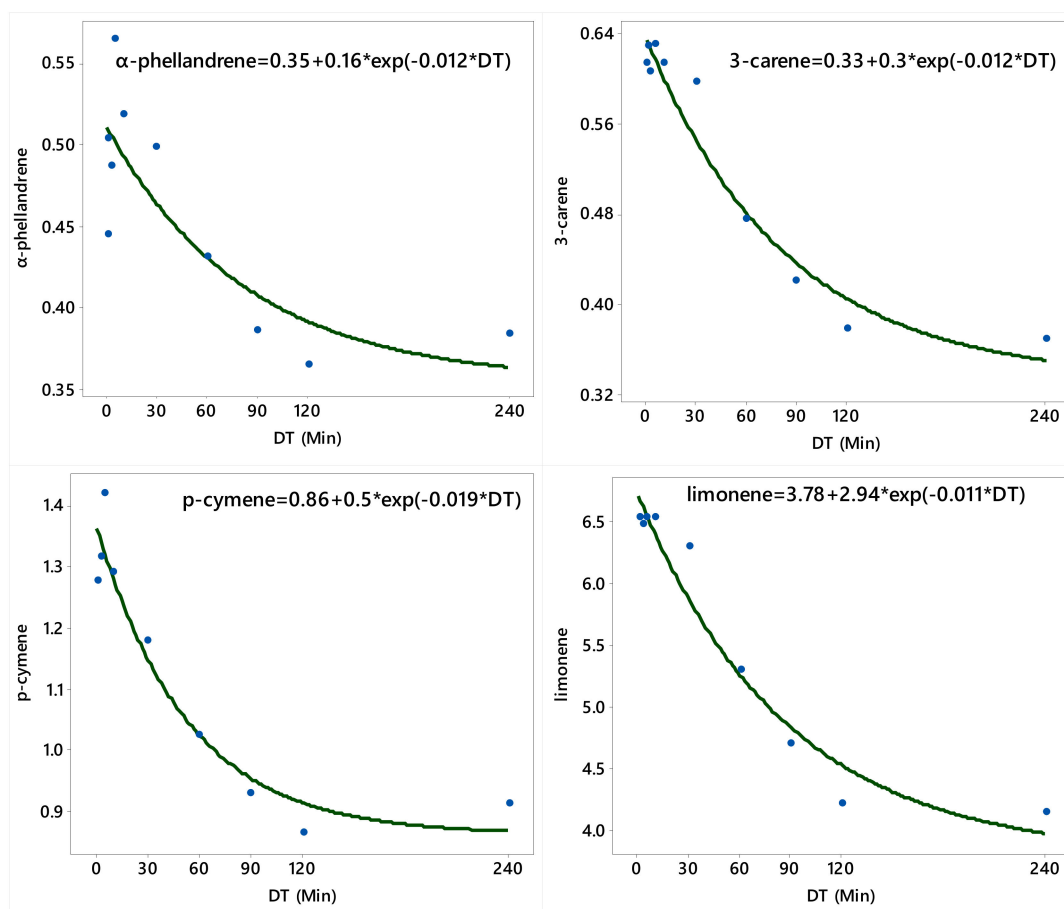 α-phellandrene=0.35+0.16*exp(-0.012*DT)
0.55
0.50
0.45
0.40
0.35
α-phellandrene
0 30 60 90 120 240
DT (Min)
3-carene=0.33+0.3*exp(-0.012*DT)
0.64
0.56
0.48
0.40
0.32
3-carene
0 30 60 90 120 240
DT (Min)
p-cymene=0.86+0.5*exp(-0.019*DT)
1.4
1.3
1.2
1.1
1.0
0.9
p-cymene
0 30 60 90 120 240
DT (Min)
limonene=3.78+2.94*exp(-0.011*DT)
6.5
6.0
5.5
5.0
4.5
4.0
limonene
0 30 60 90 120 240
DT (Min)